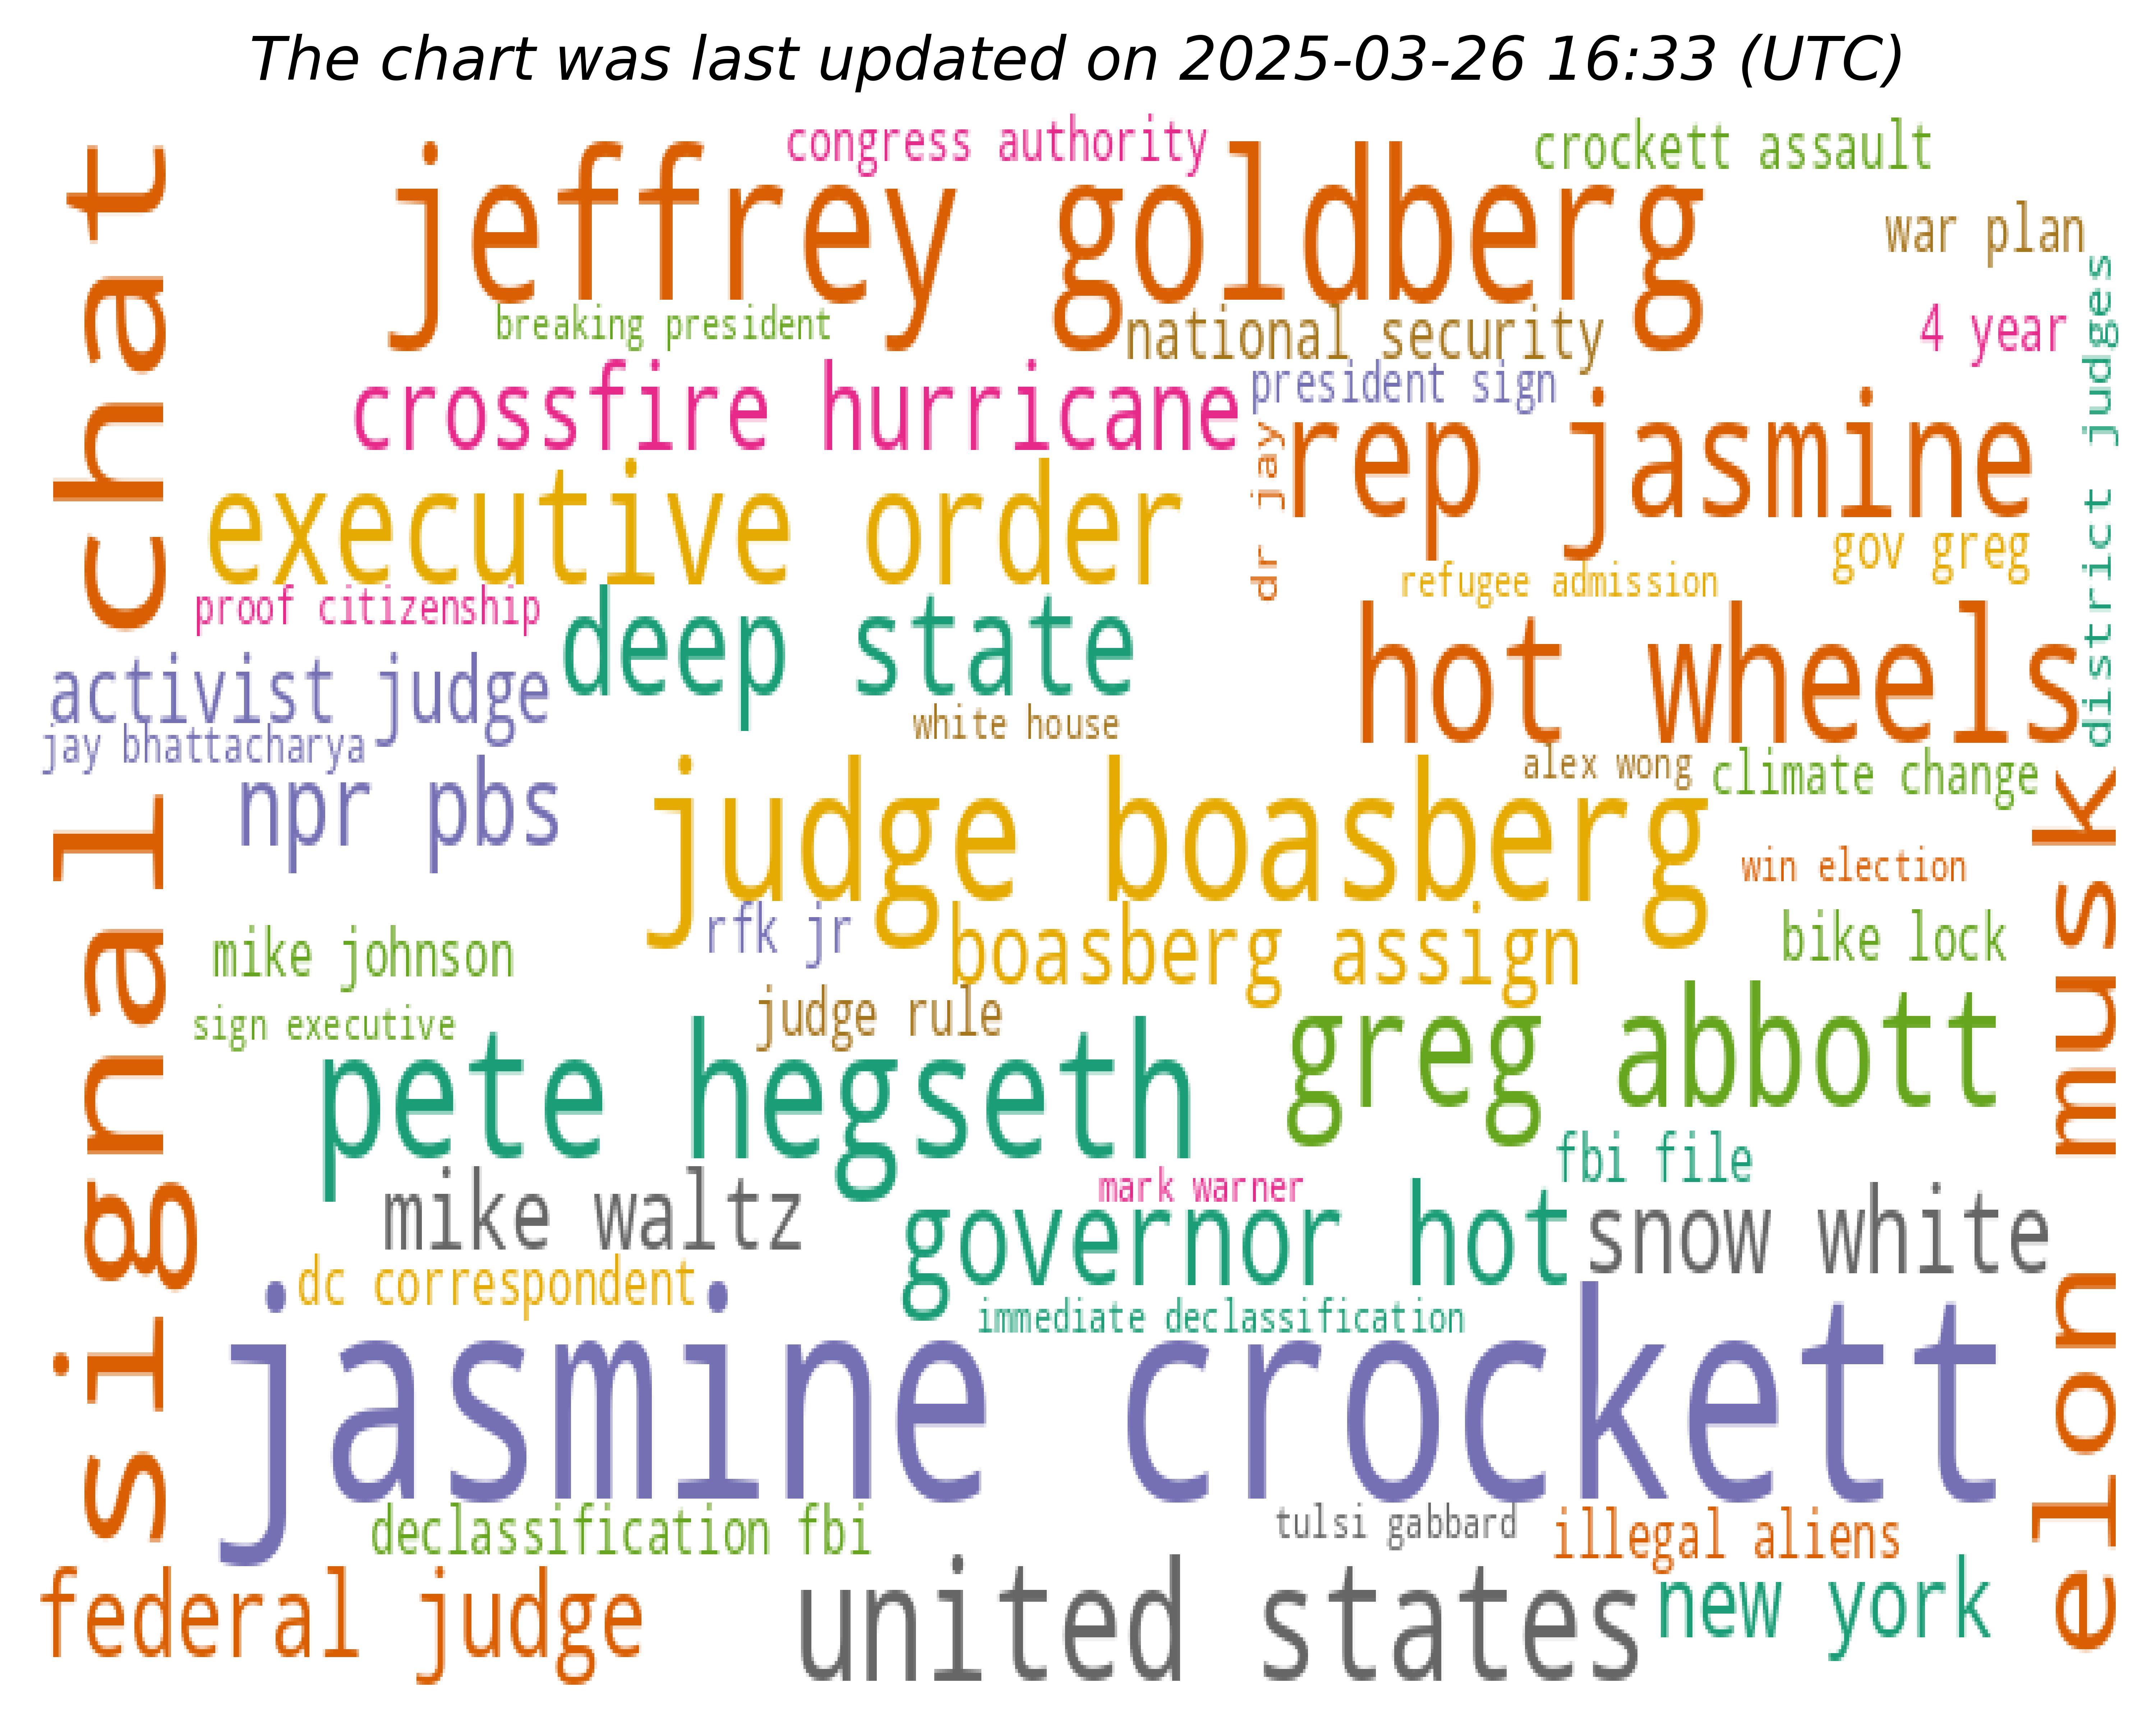 The chart was last updated on 2025-03-26 16:33 (UTC)
congress authority
crockett assault
signal chat
jeffrey goldberg
war plan
breaking president
national security
4 year
district judges
crossfire hurricane
president sign
rep jasmine
dr jay
executive order
gov greg
refugee admission
proof citizenship
deep state
hot wheels
activist judge
white house
jay bhattacharya
alex wong
climate change
npr pbs
judge boasberg
elon musk
win election
rfk jr
boasberg assign
bike lock
mike johnson
judge rule
sign executive
pete hegseth
greg abbott
fbi file
mike waltz
mark warner
governor hot
snow white
dc correspondent
immediate declassification
jasmine crockett
declassification fbi
tulsi gabbard
illegal aliens
federal judge
united states
new york